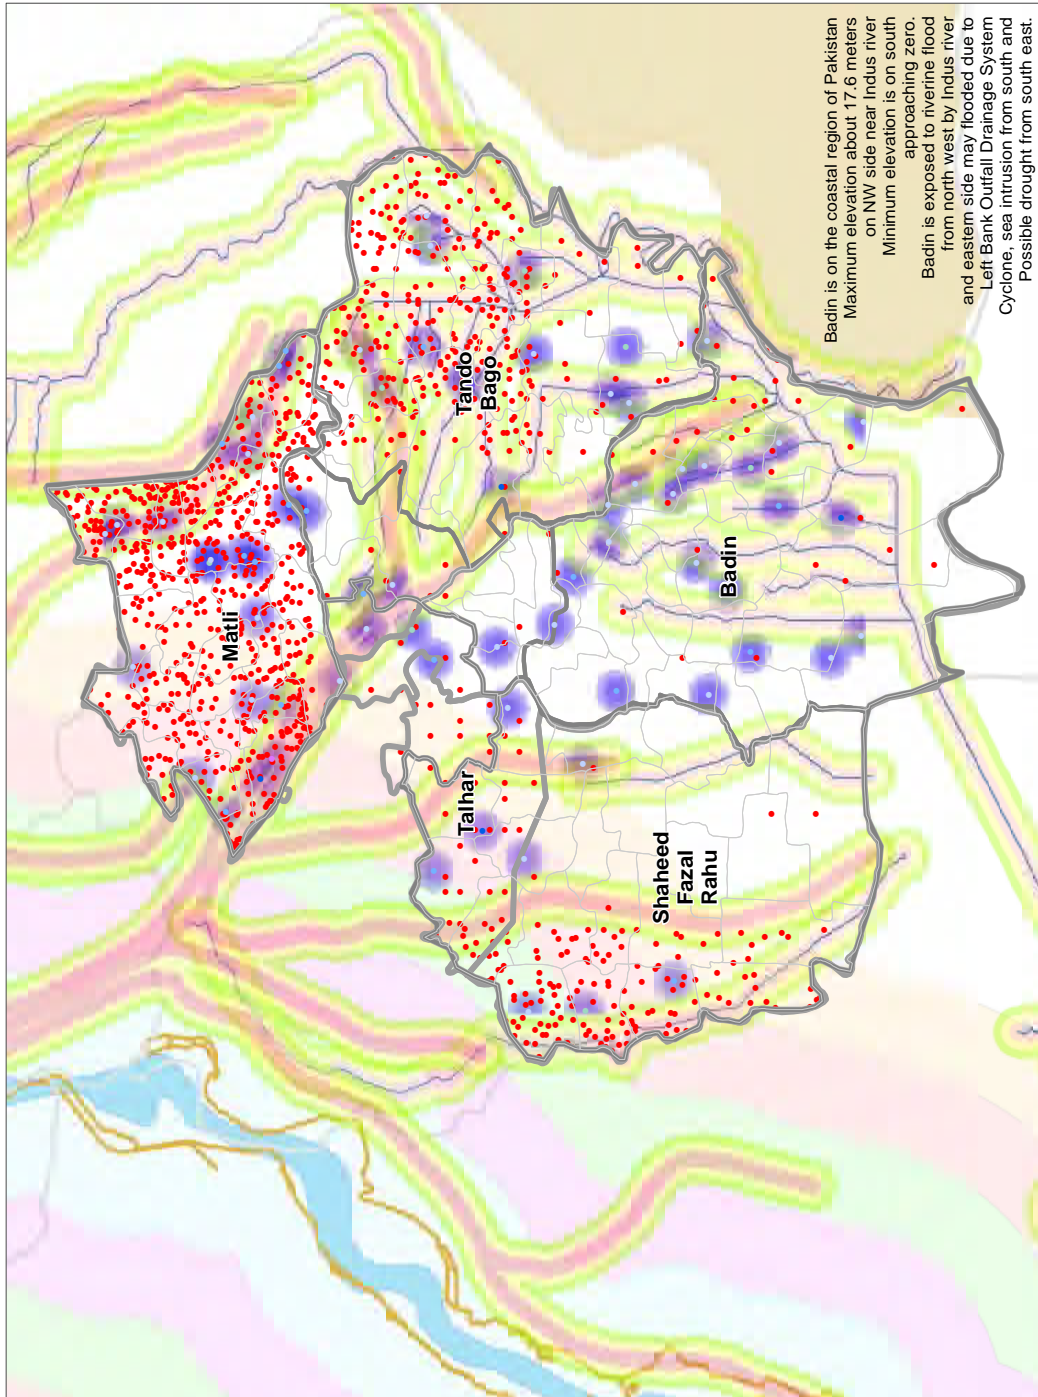 Matli
Tando
Bago
Talhar
Shaheed
Fazal
Rahu
Badin
Badin is on the coastal region of Pakistan
Maximum elevation about 17.6 meters
on NW side near Indus river
Minimum elevation is on south
approaching zero.
Badin is exposed to riverine flood
from north west by Indus river
and eastern side may flooded due to
Left Bank Outfall Drainage System
Cyclone, sea intrusion from south and
Possible drought from south east.